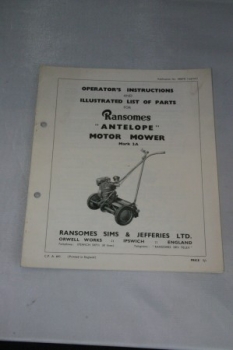 OPERATOR'S INSTRUCTIONS
AND
ILLUSTRATED LIST OF PARTS
FOR
Ransomes
"ANTELOPE"
MOTOR MOWER
RANSOMES SIMS & JEFFERIES LTD.
ORWELL WORKS IPSWICH ENGLAND